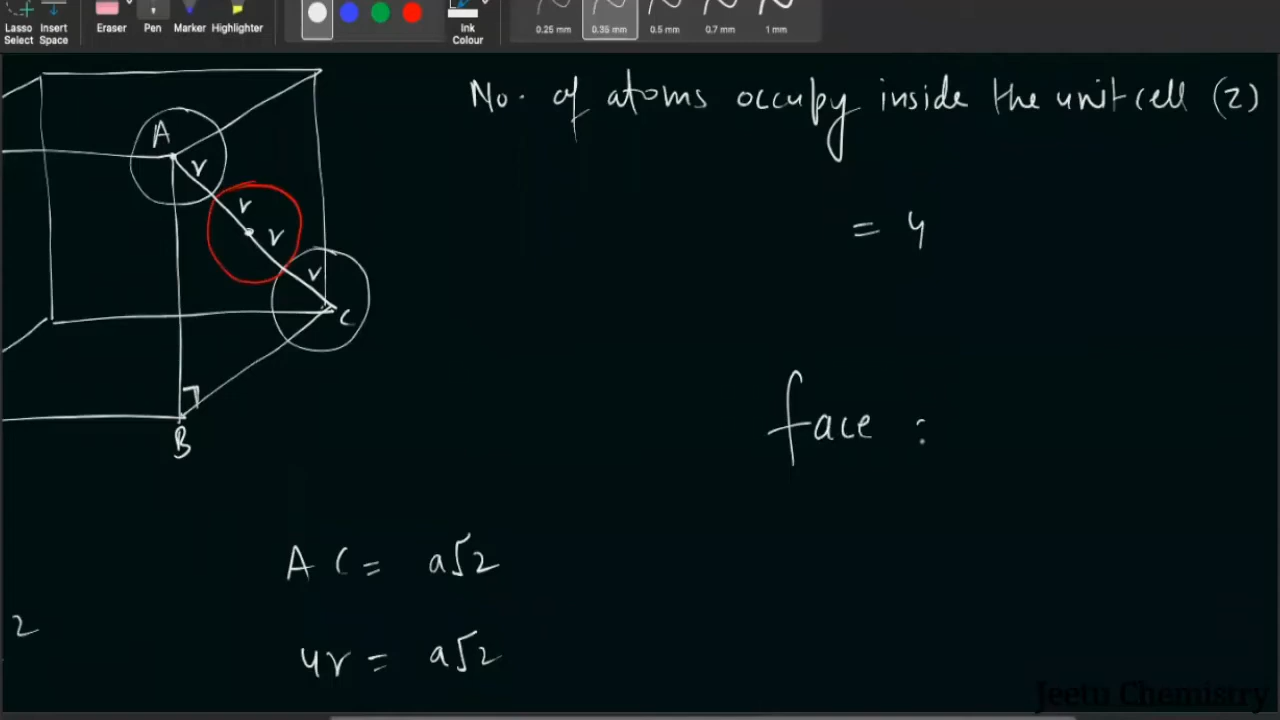 Lasso Select
Insert Space
Eraser
Pen
Marker
Highlighter
Ink Colour
0.25 mm
0.35 mm
0.5 mm
0.7 mm
1 mm
No. of atoms occupy inside the unit cell (z)
= 4
A
r
r
r
r
C
B
face :
AC = a√2
2
4r = a√2
Jeetu Chemistry